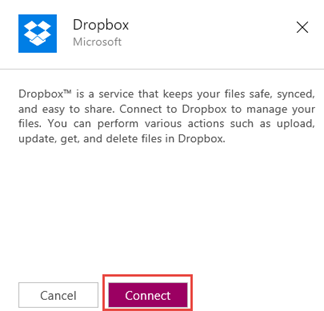 Dropbox
Microsoft
Dropbox™ is a service that keeps your files safe, synced,
and easy to share. Connect to Dropbox to manage your
files. You can perform various actions such as upload,
update, get, and delete files in Dropbox.
Cancel Connect